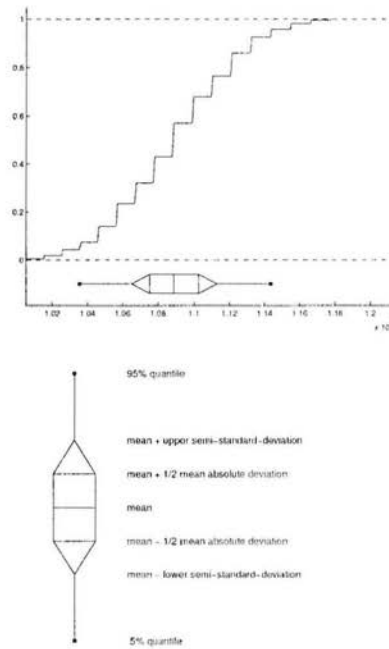 1
0.8
0.6
0.4
0.2
0
1.02 1.04 1.06 1.08 1.1 1.12 1.14 1.16 1.18 1.2
x 10
95% quantile
mean + upper semi-standard-deviation
mean + 1/2 mean absolute deviation
mean
mean - 1/2 mean absolute deviation
mean - lower semi-standard-deviation
5% quantile